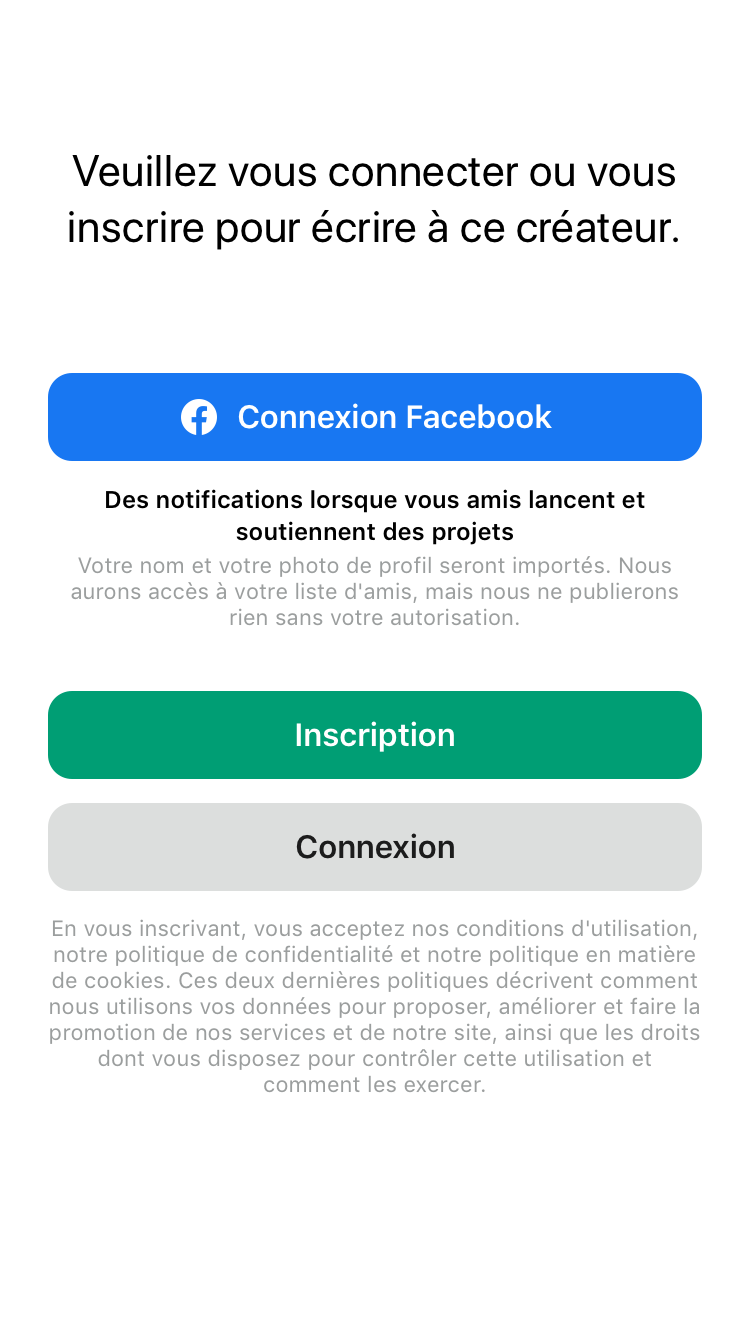 Veuillez vous connecter ou vous
inscrire pour écrire à ce créateur.
Connexion Facebook
Des notifications lorsque vous amis lancent et
soutiennent des projets
Votre nom et votre photo de profil seront importés. Nous
aurons accès à votre liste d'amis, mais nous ne publierons
rien sans votre autorisation.
Inscription
Connexion
En vous inscrivant, vous acceptez nos conditions d'utilisation,
notre politique de confidentialité et notre politique en matière
de cookies. Ces deux dernières politiques décrivent comment
nous utilisons vos données pour proposer, améliorer et faire la
promotion de nos services et de notre site, ainsi que les droits
dont vous disposez pour contrôler cette utilisation et
comment les exercer.